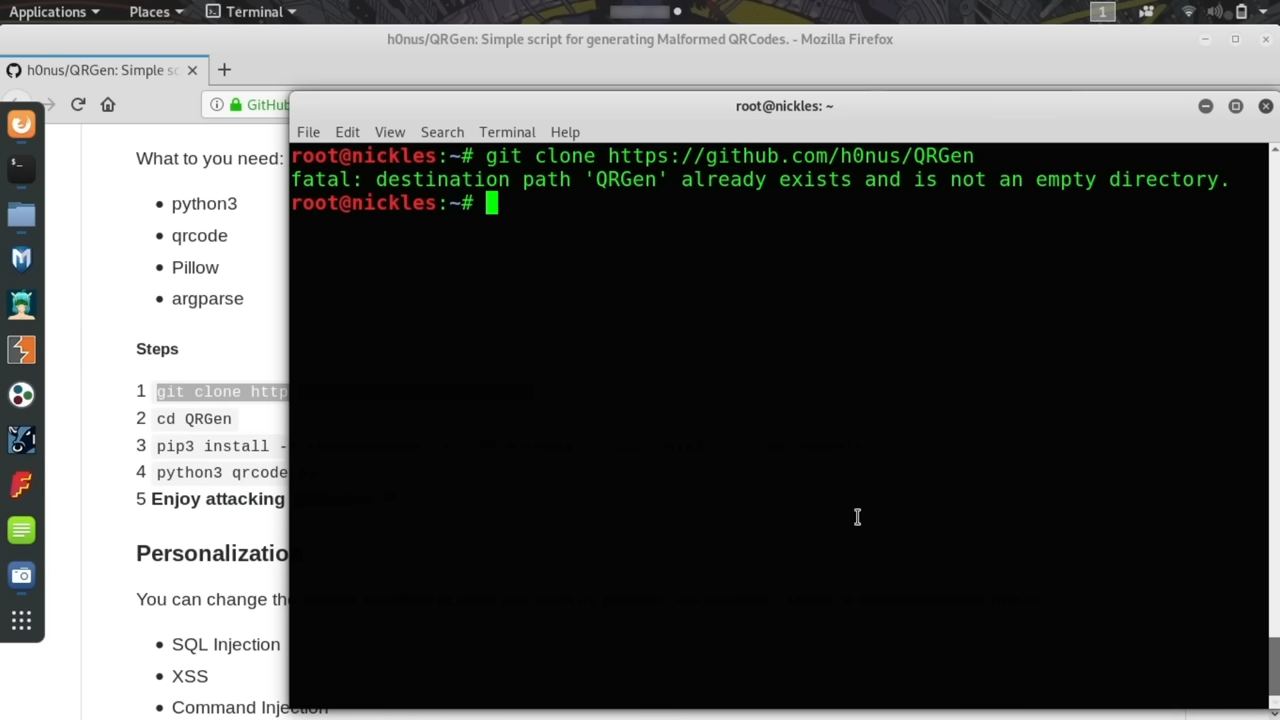 Applications
Places
Terminal
1
h0nus/QRGen: Simple script for generating Malformed QRCodes. - Mozilla Firefox
h0nus/QRGen: Simple sc
GitHub
root@nickles: ~
File Edit View Search Terminal Help
root@nickles:~# git clone https://github.com/h0nus/QRGen
fatal: destination path 'QRGen' already exists and is not an empty directory.
root@nickles:~#
What to you need:
python3
qrcode
Pillow
argparse
Steps
1 git clone http
2 cd QRGen
3 pip3 install -
4 python3 qrcode
5 Enjoy attacking
Personalizatio
You can change the
SQL Injection
XSS
Command Injection